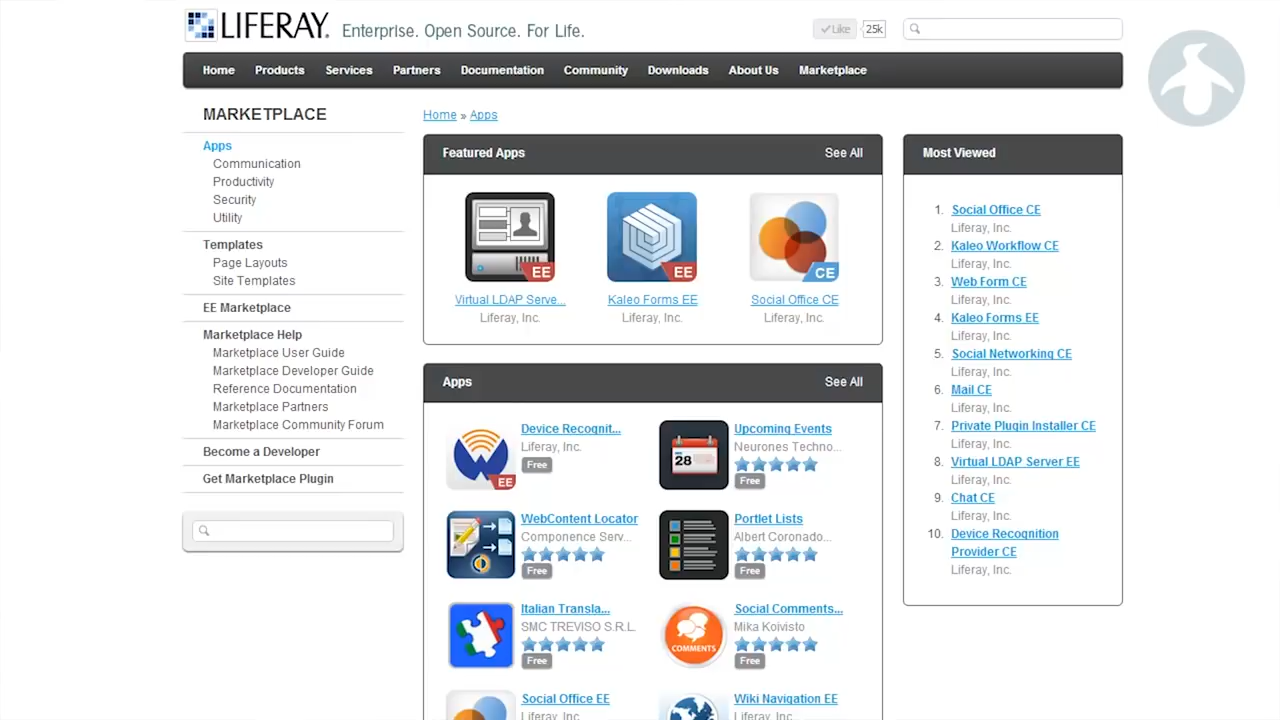 LIFERAY. Enterprise. Open Source. For Life.
Like 25k
Home Products Services Partners Documentation Community Downloads About Us Marketplace
MARKETPLACE
Apps
Communication
Productivity
Security
Utility
Templates
Page Layouts
Site Templates
EE Marketplace
Marketplace Help
Marketplace User Guide
Marketplace Developer Guide
Reference Documentation
Marketplace Partners
Marketplace Community Forum
Become a Developer
Get Marketplace Plugin
Home » Apps
Featured Apps See All
EE
Virtual LDAP Serve...
Liferay, Inc.
EE
Kaleo Forms EE
Liferay, Inc.
CE
Social Office CE
Liferay, Inc.
Apps See All
EE
Device Recognit...
Liferay, Inc.
Free
28
Upcoming Events
Neurones Techno...
Free
WebContent Locator
Componence Serv...
Free
Portlet Lists
Albert Coronado...
Free
Italian Transla...
SMC TREVISO S.R.L.
Free
COMMENTS
Social Comments...
Mika Koivisto
Free
Social Office EE
Liferay, Inc.
Wiki Navigation EE
Liferay, Inc.
Most Viewed
1. Social Office CE
Liferay, Inc.
2. Kaleo Workflow CE
Liferay, Inc.
3. Web Form CE
Liferay, Inc.
4. Kaleo Forms EE
Liferay, Inc.
5. Social Networking CE
Liferay, Inc.
6. Mail CE
Liferay, Inc.
7. Private Plugin Installer CE
Liferay, Inc.
8. Virtual LDAP Server EE
Liferay, Inc.
9. Chat CE
Liferay, Inc.
10. Device Recognition
Provider CE
Liferay, Inc.